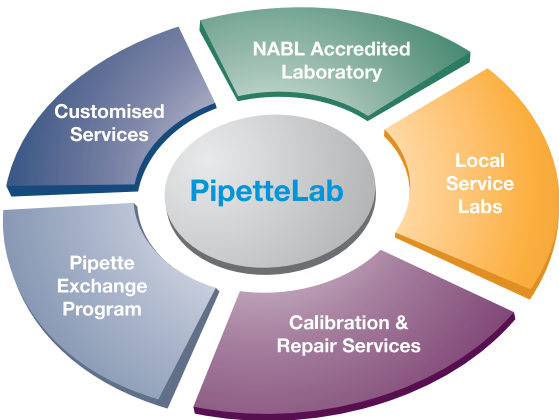 NABL Accredited
Laboratory
Customised
Services
Local
Service
Labs
PipetteLab
Pipette
Exchange
Program
Calibration &
Repair Services